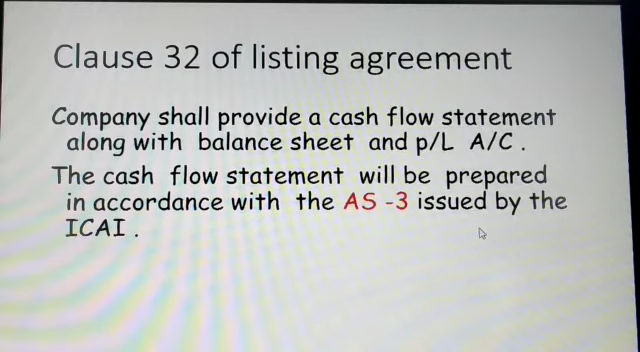 Clause 32 of listing agreement
Company shall provide a cash flow statement
along with balance sheet and p/L A/C .
The cash flow statement will be prepared
in accordance with the AS -3 issued by the
ICAI .